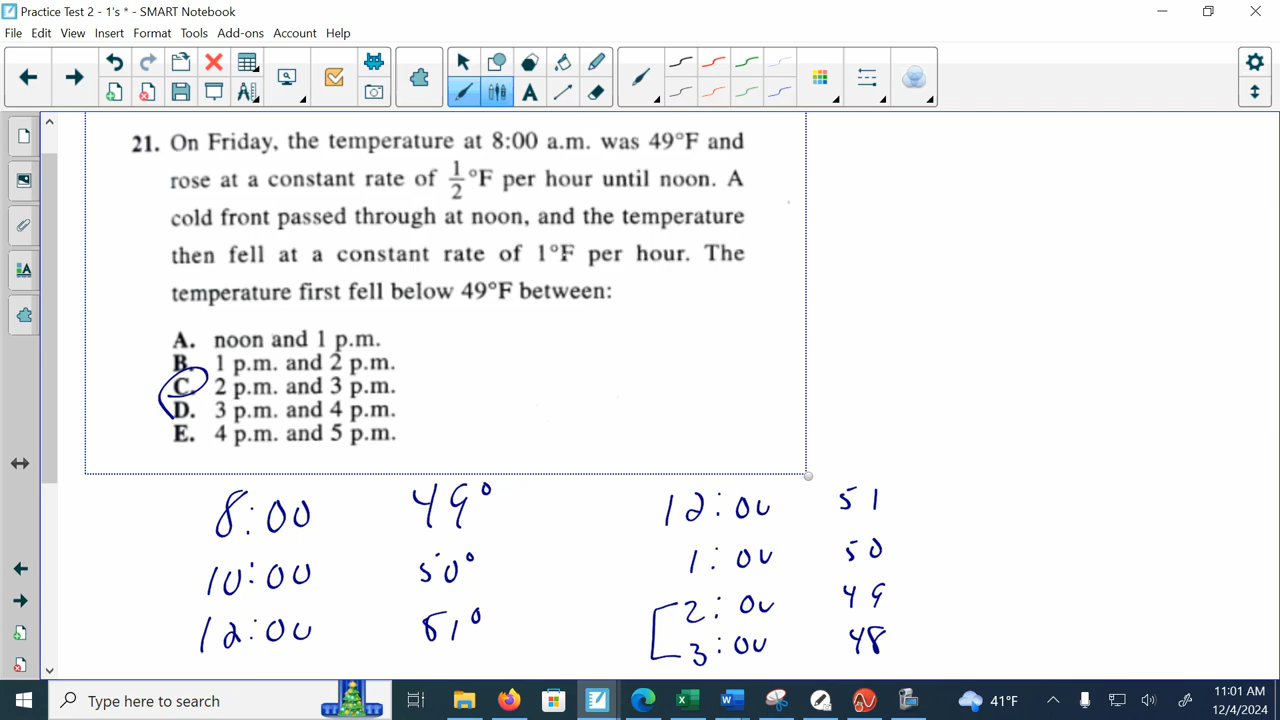 Practice Test 2 - 1's * - SMART Notebook
File Edit View Insert Format Tools Add-ons Account Help
21. On Friday, the temperature at 8:00 a.m. was 49°F and
rose at a constant rate of 1/2 °F per hour until noon. A
cold front passed through at noon, and the temperature
then fell at a constant rate of 1°F per hour. The
temperature first fell below 49°F between:
A. noon and 1 p.m.
B. 1 p.m. and 2 p.m.
C. 2 p.m. and 3 p.m.
D. 3 p.m. and 4 p.m.
E. 4 p.m. and 5 p.m.
8:00 49°
10:00 50°
12:00 51°
12:00 51
1:00 50
2:00 49
3:00 48
Type here to search
41°F
11:01 AM
12/4/2024